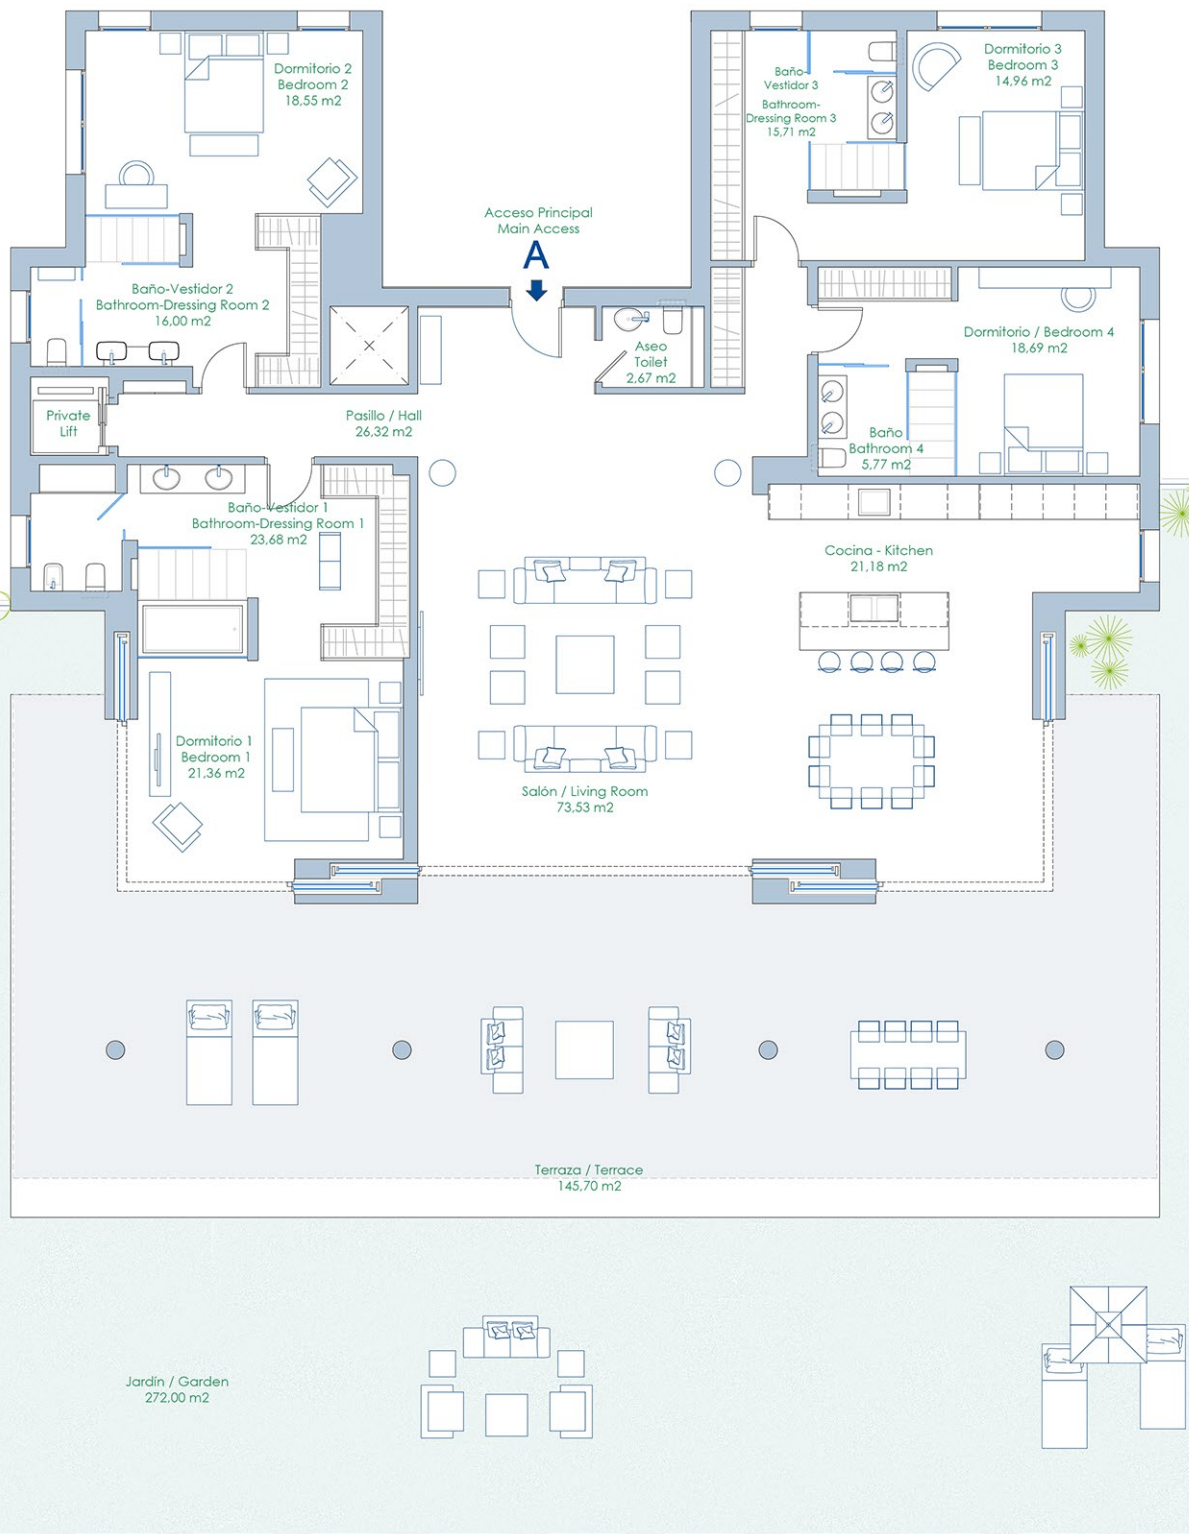 Dormitorio 2
Bedroom 2
18,55 m2
Baño-
Vestidor 3
Bathroom-
Dressing Room 3
15,71 m2
Dormitorio 3
Bedroom 3
14,96 m2
Acceso Principal
Main Access
A
Baño-Vestidor 2
Bathroom-Dressing Room 2
16,00 m2
Aseo
Toilet
2,67 m2
Dormitorio / Bedroom 4
18,69 m2
Private
Lift
Pasillo / Hall
26,32 m2
Baño
Bathroom 4
5,77 m2
Baño-Vestidor 1
Bathroom-Dressing Room 1
23,68 m2
Cocina - Kitchen
21,18 m2
Dormitorio 1
Bedroom 1
21,36 m2
Salón / Living Room
73,53 m2
Terraza / Terrace
145,70 m2
Jardín / Garden
272,00 m2